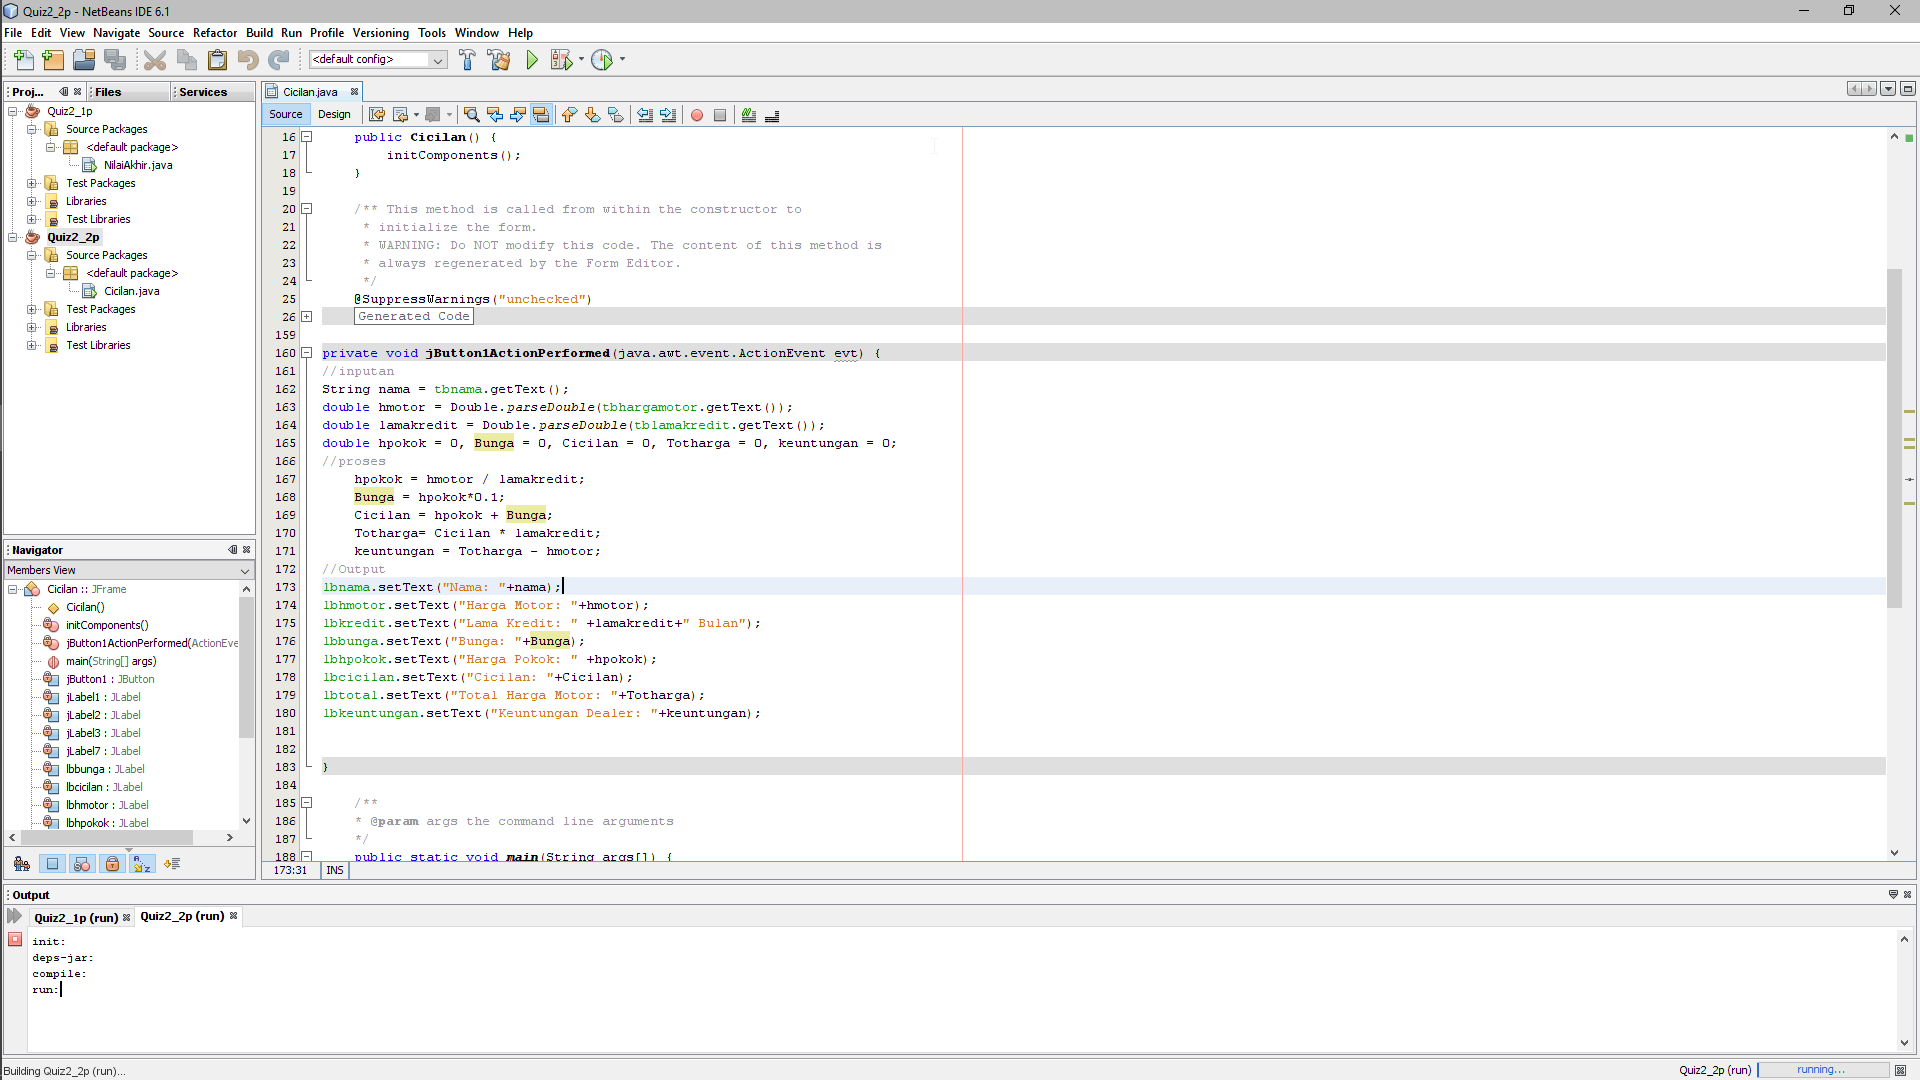 Quiz2_2p - NetBeans IDE 6.1
File Edit View Navigate Source Refactor Build Run Profile Versioning Tools Window Help
<default config>
Proj... Files Services
Quiz2_1p
Source Packages
<default package>
NilaiAkhir.java
Test Packages
Libraries
Test Libraries
Quiz2_2p
Source Packages
<default package>
Cicilan.java
Test Packages
Libraries
Test Libraries
Navigator
Members View
Cicilan :: JFrame
Cicilan()
initComponents()
jButton1ActionPerformed(ActionEve
main(String[] args)
jButton1 : JButton
jLabel1 : JLabel
jLabel2 : JLabel
jLabel3 : JLabel
jLabel7 : JLabel
lbbunga : JLabel
lbcicilan : JLabel
lbhmotor : JLabel
lbhpokok : JLabel
Cicilan.java
Source Design
16 public Cicilan() {
17 initComponents();
18 }
19
20 /** This method is called from within the constructor to
21 * initialize the form.
22 * WARNING: Do NOT modify this code. The content of this method is
23 * always regenerated by the Form Editor.
24 */
25 @SuppressWarnings("unchecked")
26 Generated Code
159
160 private void jButton1ActionPerformed(java.awt.event.ActionEvent evt) {
161 //inputan
162 String nama = tbnama.getText();
163 double hmotor = Double.parseDouble(tbhargamotor.getText());
164 double lamakredit = Double.parseDouble(tblamakredit.getText());
165 double hpokok = 0, Bunga = 0, Cicilan = 0, Totharga = 0, keuntungan = 0;
166 //proses
167 hpokok = hmotor / lamakredit;
168 Bunga = hpokok*0.1;
169 Cicilan = hpokok + Bunga;
170 Totharga= Cicilan * lamakredit;
171 keuntungan = Totharga - hmotor;
172 //Output
173 lbnama.setText("Nama: "+nama);
174 lbhmotor.setText("Harga Motor: "+hmotor);
175 lbkredit.setText("Lama Kredit: " +lamakredit+" Bulan");
176 lbbunga.setText("Bunga: "+Bunga);
177 lbhpokok.setText("Harga Pokok: " +hpokok);
178 lbcicilan.setText("Cicilan: "+Cicilan);
179 lbtotal.setText("Total Harga Motor: "+Totharga);
180 lbkeuntungan.setText("Keuntungan Dealer: "+keuntungan);
181
182
183 }
184
185 /**
186 * @param args the command line arguments
187 */
188 public static void main(String args[]) {
173:31 INS
Output
Quiz2_1p (run) Quiz2_2p (run)
init:
deps-jar:
compile:
run:
Building Quiz2_2p (run)...
Quiz2_2p (run) running...